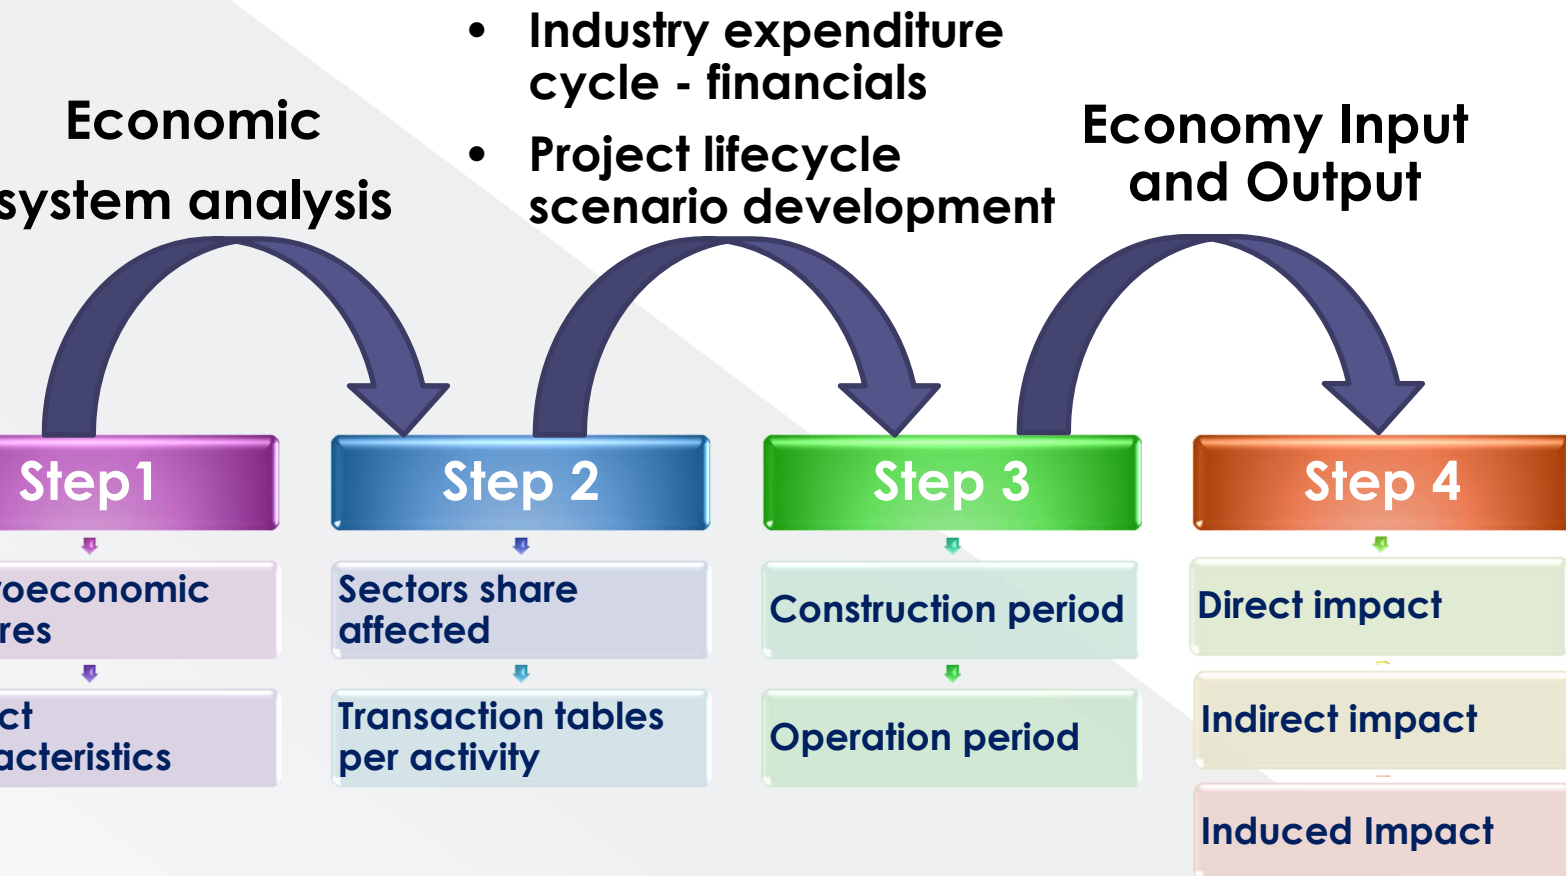 Economic
system analysis
• Industry expenditure
cycle - financials
• Project lifecycle
scenario development
Economy Input
and Output
Step1
roeconomic
res
ct
acteristics
Step 2
Sectors share
affected
Transaction tables
per activity
Step 3
Construction period
Operation period
Step 4
Direct impact
Indirect impact
Induced Impact